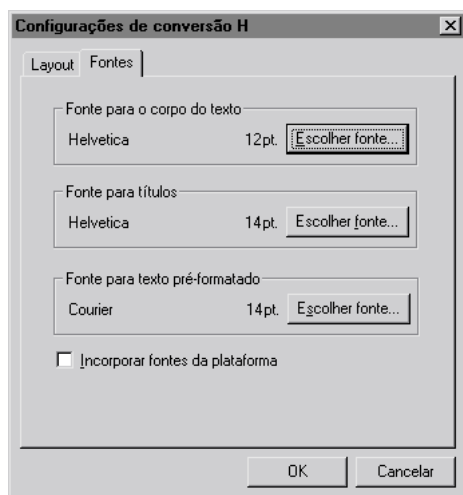 Configurações de conversão H
Layout Fontes
Fonte para o corpo do texto
Helvetica 12pt. Escolher fonte...
Fonte para títulos
Helvetica 14pt. Escolher fonte...
Fonte para texto pré-formatado
Courier 14pt. Escolher fonte...
Incorporar fontes da plataforma
OK Cancelar